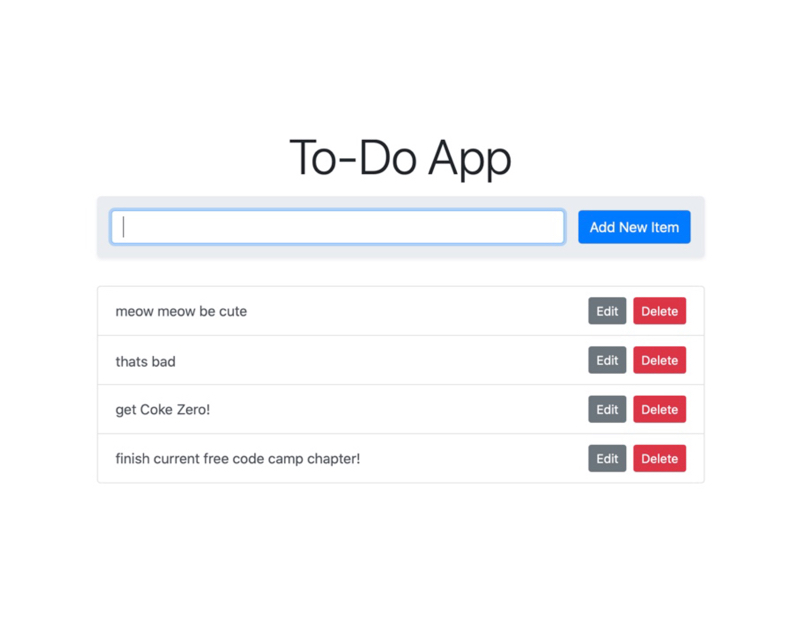 To-Do App
Add New Item
meow meow be cute Edit Delete
thats bad Edit Delete
get Coke Zero! Edit Delete
finish current free code camp chapter! Edit Delete